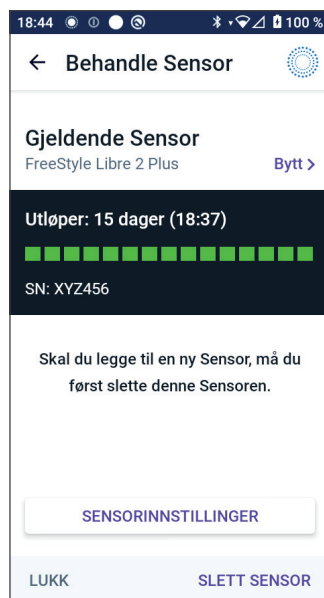 18:44 100 %
Behandle Sensor
Gjeldende Sensor
FreeStyle Libre 2 Plus Bytt >
Utløper: 15 dager (18:37)
SN: XYZ456
Skal du legge til en ny Sensor, må du
først slette denne Sensoren.
SENSORINNSTILLINGER
LUKK SLETT SENSOR